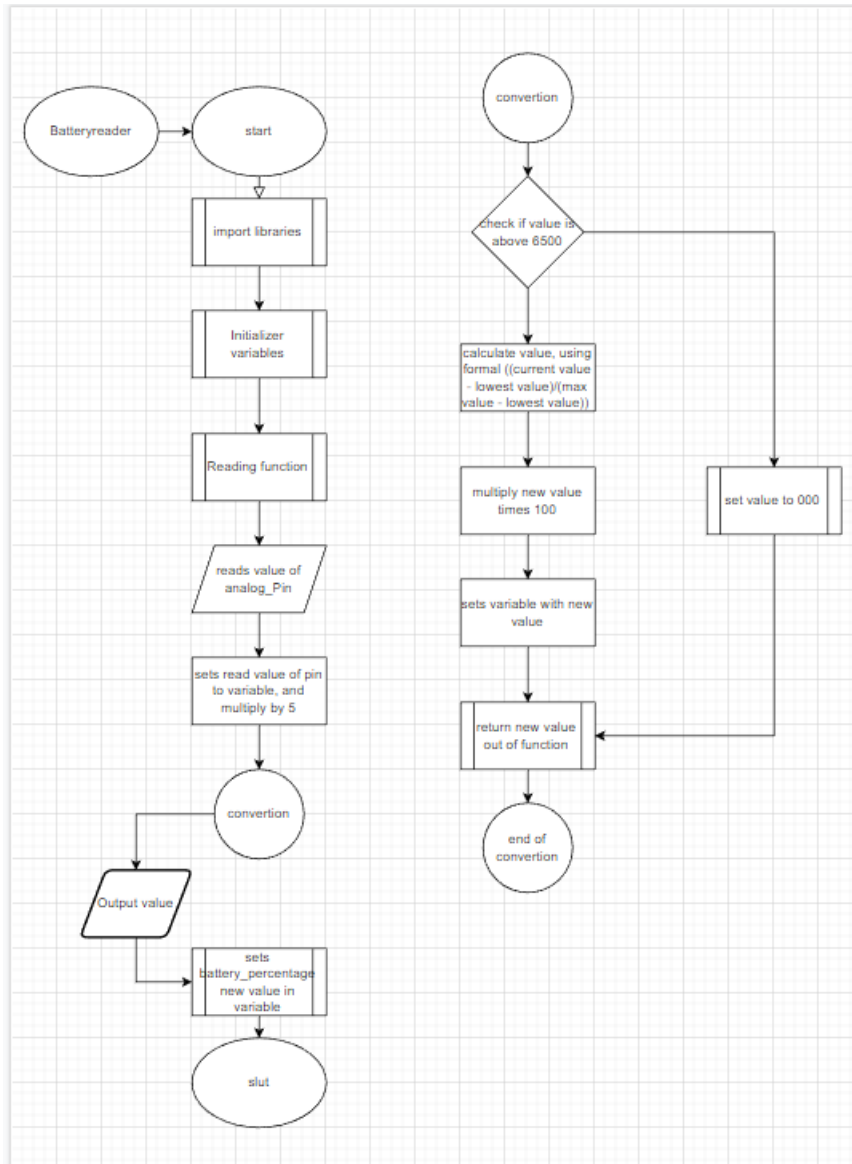 Batteryreader
start
import libraries
Initializer
variables
Reading function
reads value of
analog_Pin
sets read value of pin
to variable, and
multiply by 5
convertion
Output value
sets
battery_percentage
new value in
variable
slut
convertion
check if value is
above 6500
calculate value, using
formal ((current value
- lowest value)/(max
value - lowest value))
multiply new value
times 100
sets variable with new
value
set value to 000
return new value
out of function
end of
convertion